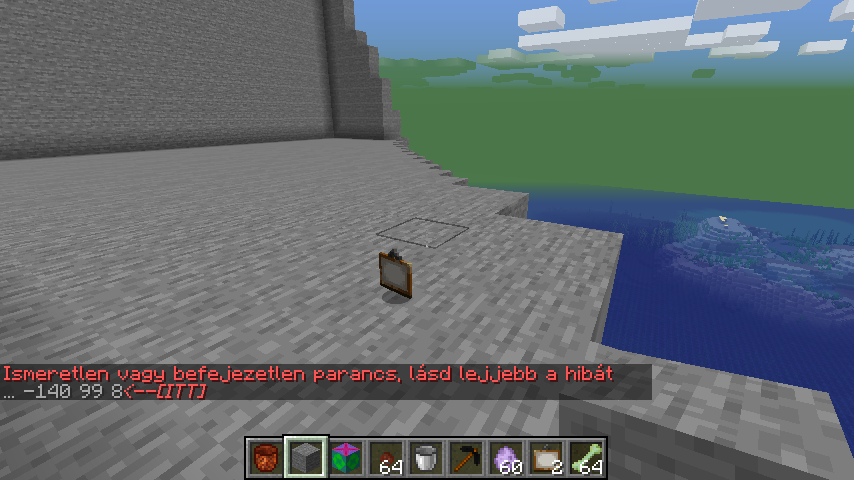 Ismeretlen vagy befejezetlen parancs, lásd lejjebb a hibát
… -140 99 8<--[ITT]
64 60 2 64